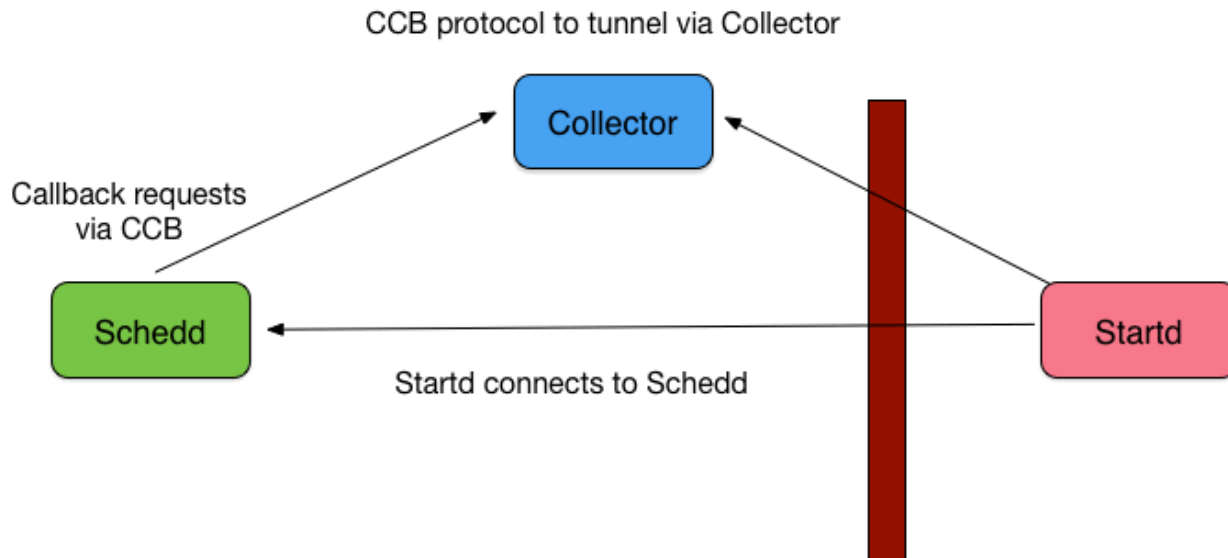 CCB protocol to tunnel via Collector
Collector
Callback requests
via CCB
Schedd
Startd
Startd connects to Schedd